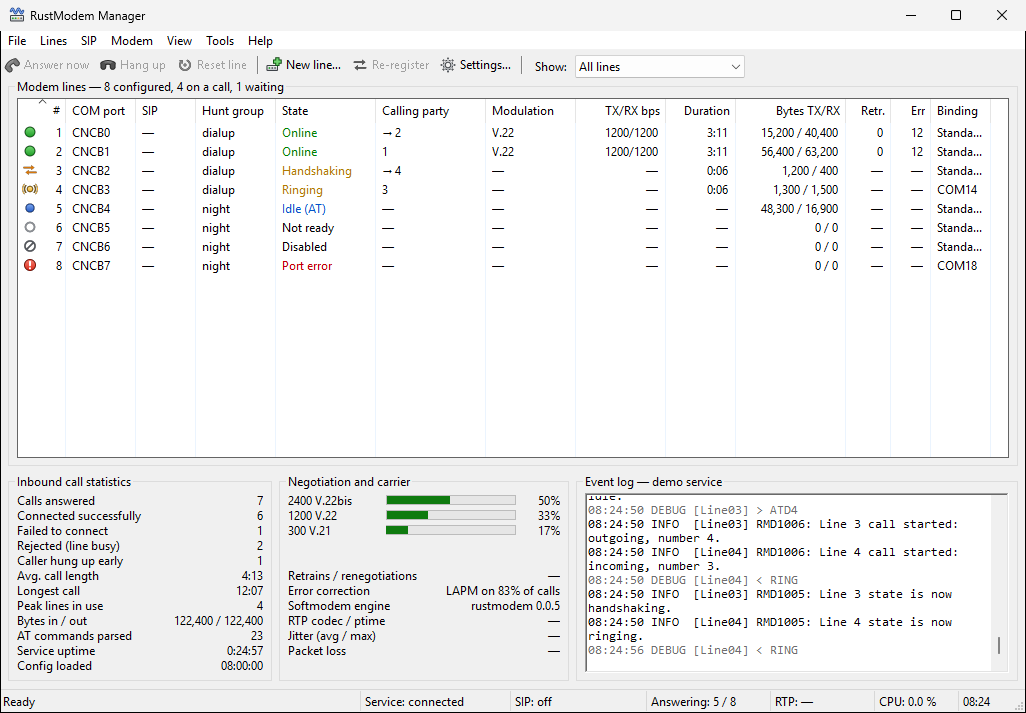 RustModem Manager
File Lines SIP Modem View Tools Help
Answer now Hang up Reset line New line... Re-register Settings... Show: All lines
Modem lines — 8 configured, 4 on a call, 1 waiting
# COM port SIP Hunt group State Calling party Modulation TX/RX bps Duration Bytes TX/RX Retr. Err Binding
1 CNCB0 — dialup Online →2 V.22 1200/1200 3:11 15,200 / 40,400 0 12 Standa...
2 CNCB1 — dialup Online 1 V.22 1200/1200 3:11 56,400 / 63,200 0 12 Standa...
3 CNCB2 — dialup Handshaking →4 — — 0:06 1,200 / 400 — — Standa...
4 CNCB3 — dialup Ringing 3 — — 0:06 1,300 / 1,500 — — COM14
5 CNCB4 — night Idle (AT) — — — — 48,300 / 16,900 — — Standa...
6 CNCB5 — night Not ready — — — — 0 / 0 — — Standa...
7 CNCB6 — night Disabled — — — — 0 / 0 — — Standa...
8 CNCB7 — night Port error — — — — 0 / 0 — — COM18
Inbound call statistics
Calls answered 7
Connected successfully 6
Failed to connect 1
Rejected (line busy) 2
Caller hung up early 1
Avg. call length 4:13
Longest call 12:07
Peak lines in use 4
Bytes in / out 122,400 / 122,400
AT commands parsed 23
Service uptime 0:24:57
Config loaded 08:00:00
Negotiation and carrier
2400 V.22bis 50%
1200 V.22 33%
300 V.21 17%
Retrains / renegotiations —
Error correction LAPM on 83% of calls
Softmodem engine rustmodem 0.0.5
RTP codec / ptime —
Jitter (avg / max) —
Packet loss —
Event log — demo service
idle.
08:24:50 DEBUG [Line03] > ATD4
08:24:50 INFO [Line03] RMD1006: Line 3 call started:
outgoing, number 4.
08:24:50 INFO [Line04] RMD1006: Line 4 call started:
incoming, number 3.
08:24:50 DEBUG [Line04] < RING
08:24:50 INFO [Line03] RMD1005: Line 3 state is now
handshaking.
08:24:50 INFO [Line04] RMD1005: Line 4 state is now
ringing.
08:24:56 DEBUG [Line04] < RING
Ready Service: connected SIP: off Answering: 5 / 8 RTP: — CPU: 0.0 % 08:24